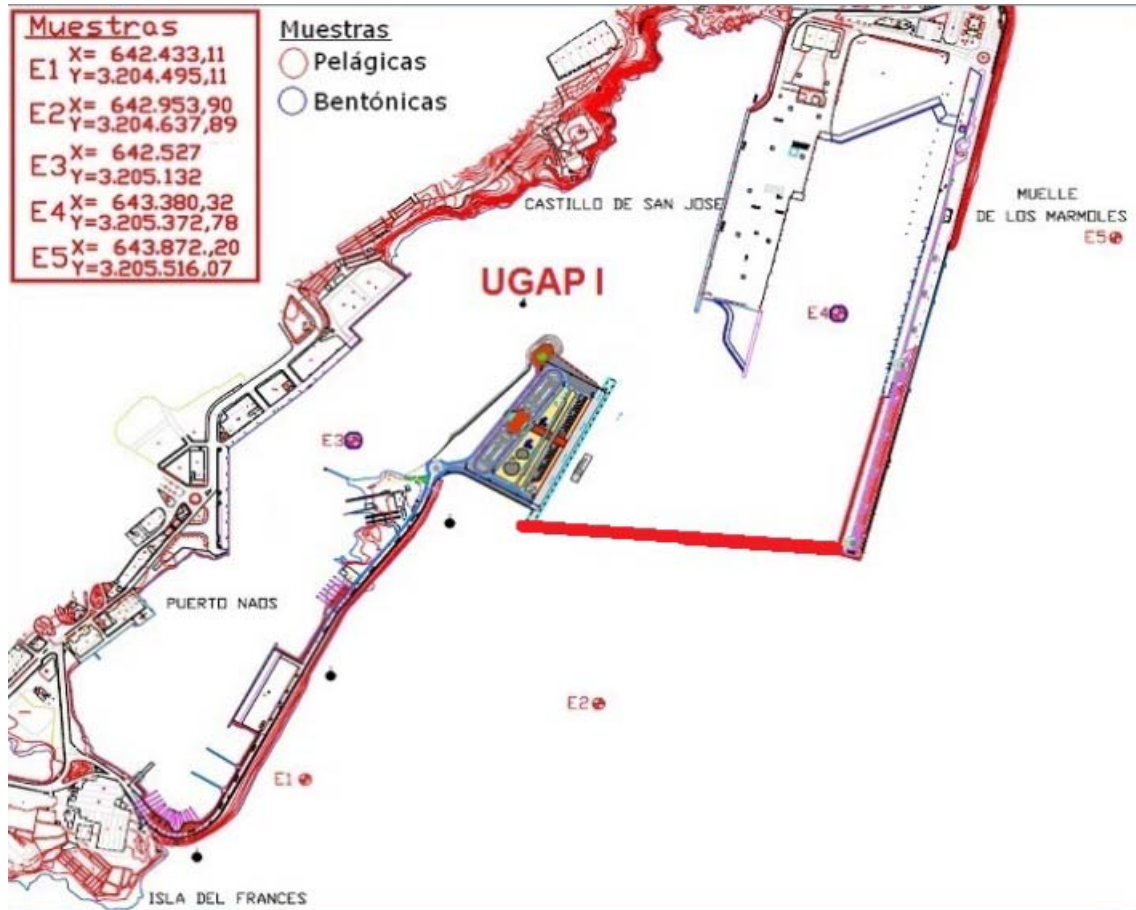 Muestras
E1 X= 642.433,11
Y=3.204.495,11
E2 X= 642.953,90
Y=3.204.637,89
E3 X= 642.527
Y=3.205.132
E4 X= 643.380,32
Y=3.205.372,78
E5 X= 643.872.,20
Y=3.205.516,07
Muestras
Pelágicas
Bentónicas
CASTILLO DE SAN JOSE
MUELLE
DE LOS MARMOLES
E5
UGAP I
E4
E3
PUERTO NAOS
E2
E1
ISLA DEL FRANCES